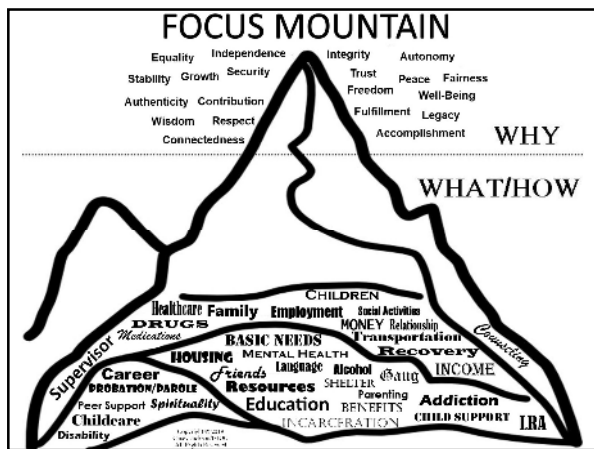 FOCUS MOUNTAIN
Equality Independence Integrity Autonomy
Stability Growth Security Trust Peace Fairness
Freedom Well-Being
Authenticity Contribution Fulfillment Legacy
Wisdom Respect Accomplishment
Connectedness WHY
WHAT/HOW
CHILDREN
Healthcare Family Employment Social Activities
DRUGS MONEY Relationship
Medications Transportation Counseling
Supervisor BASIC NEEDS Recovery
HOUSING MENTAL HEALTH INCOME
Career Friends Language Alcohol Gang
PROBATION/PAROLE Resources SHELTER
Peer Support Spirituality Education Parenting Addiction
Childcare BENEFITS CHILD SUPPORT LRA
Disability INCARCERATION